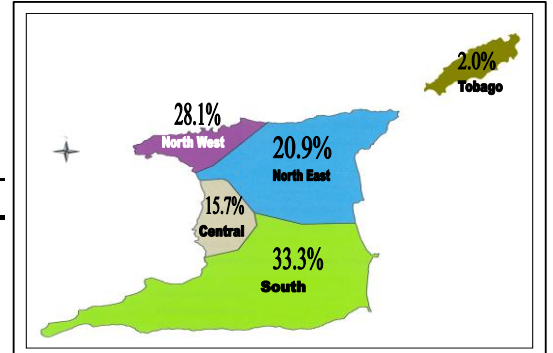 2.0%
Tobago
28.1%
North West
20.9%
North East
15.7%
Central
33.3%
South